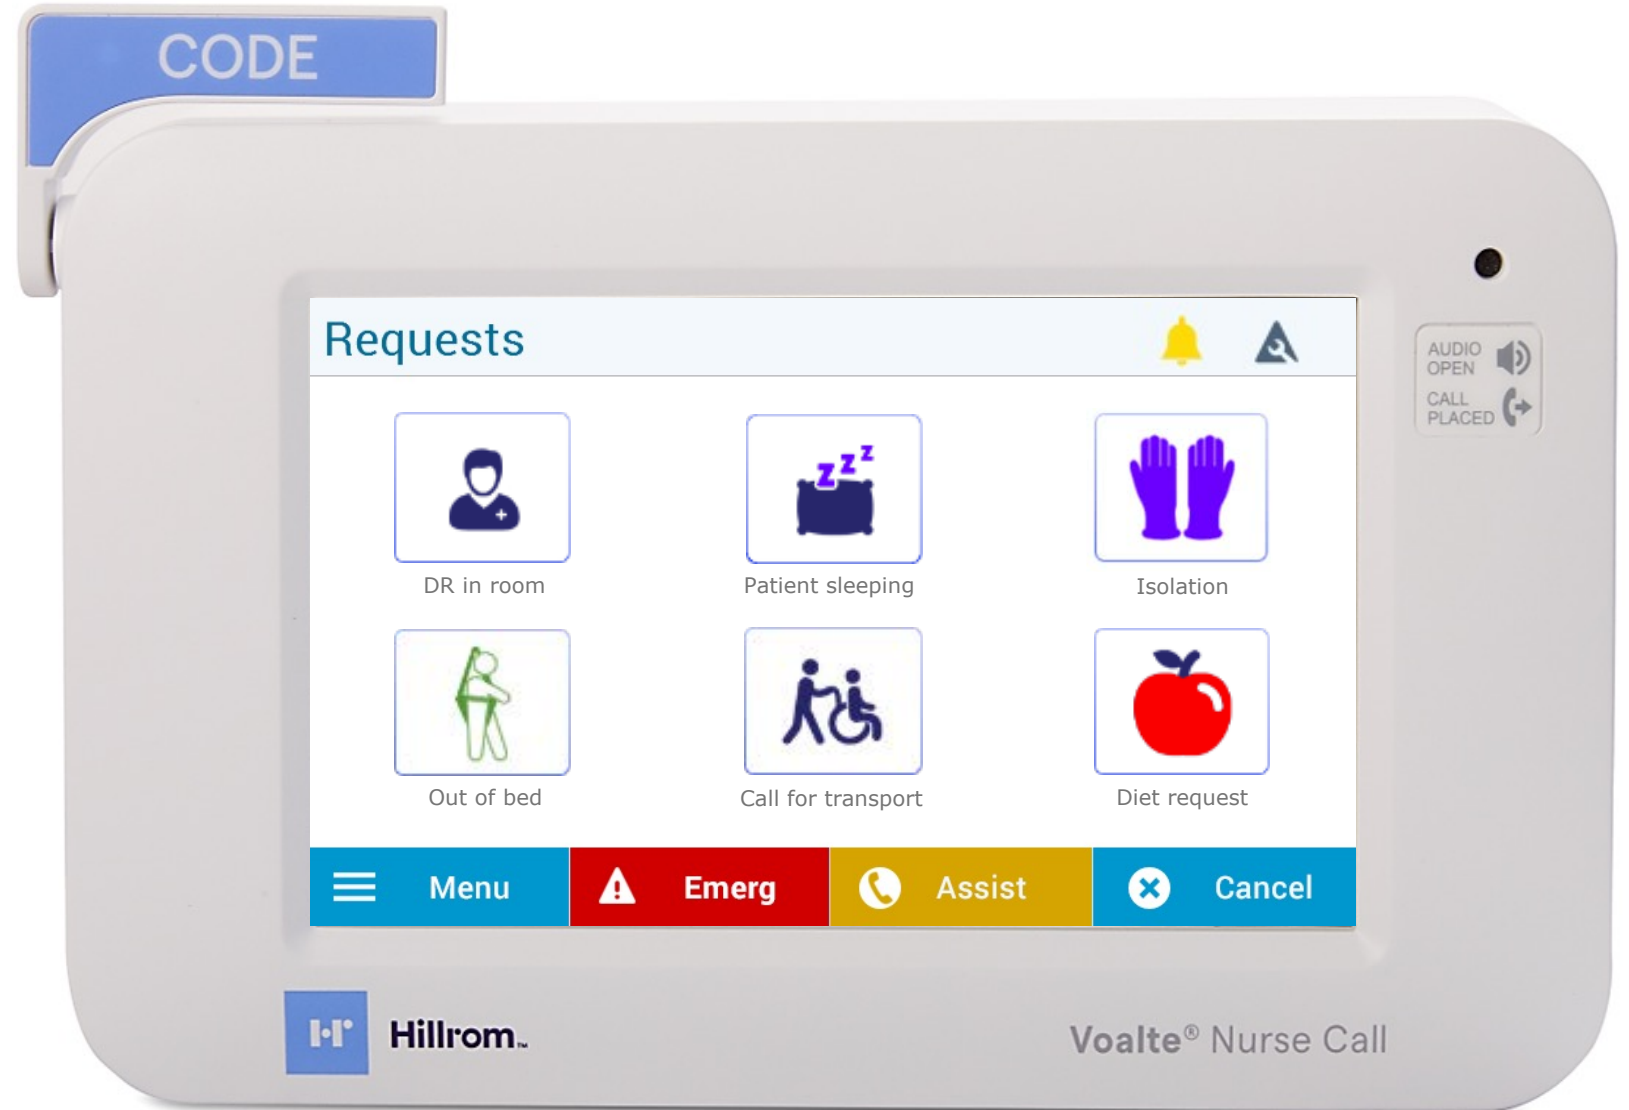 CODE
Requests
AUDIO
OPEN
CALL
PLACED
z z z
DR in room
Patient sleeping
Isolation
Out of bed
Call for transport
Diet request
Menu
Emerg
Assist
Cancel
Hillrom™
Voalte® Nurse Call